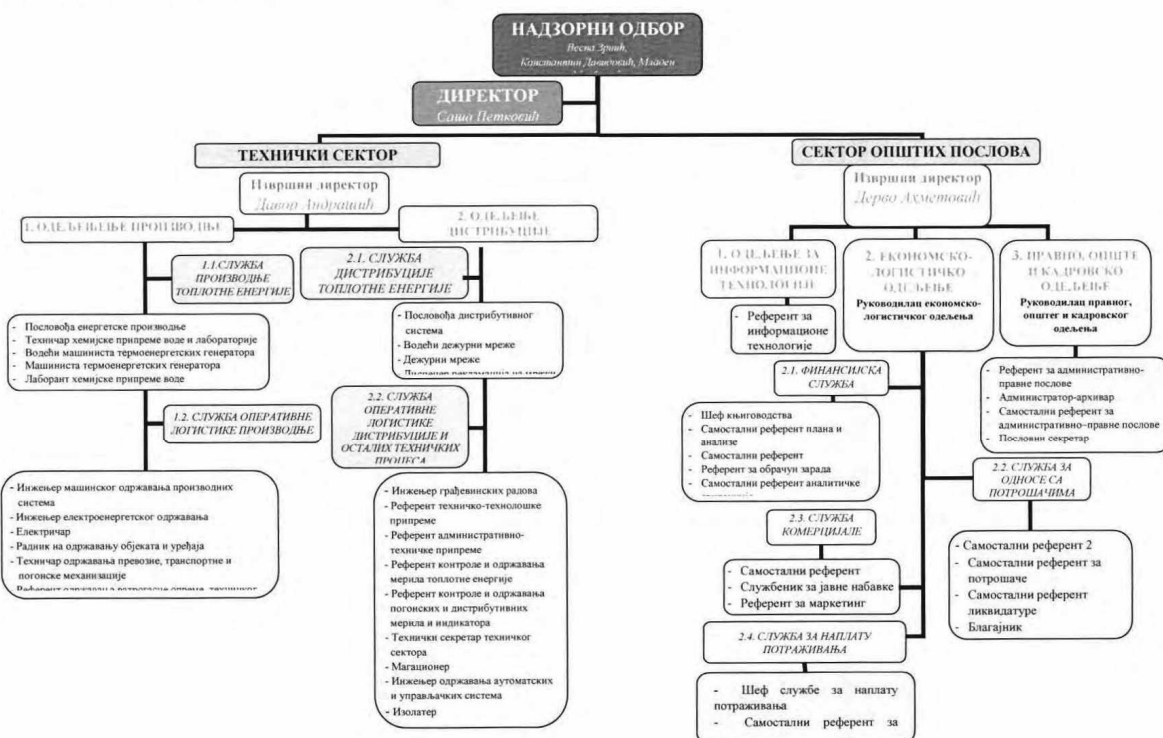 НАДЗОРНИ ОДБОР
Весна Зрнић,
Константин Давидовић, Млађен
ДИРЕКТОР
Саша Петковић
ТЕХНИЧКИ СЕКТОР
Извршни директор
Давор Андрашић
1. ОДЕЉЕЊЕЊЕ ПРОИЗВОДЊЕ
1.1.СЛУЖБА
ПРОИЗВОДЊЕ
ТОПЛОТНЕ ЕНЕРГИЈЕ
- Пословођа енергетске производње
- Техничар хемијске припреме воде и лабораторије
- Водећи машиниста термоенергетских генератора
- Машиниста термоенергетских генератора
- Лаборант хемијске припреме воде
1.2. СЛУЖБА ОПЕРАТИВНЕ
ЛОГИСТИКЕ ПРОИЗВОДЊЕ
- Инжењер машинског одржавања производних
система
- Инжењер електроенергетског одржавања
- Електричар
- Радник на одржавању објеката и уређаја
- Техничар одржавања превозне, транспортне и
погонске механизације
- Референт одржавања ватрогасне опреме, техничког
2. ОДЕЉЕЊЕ
ДИСТРИБУЦИЈЕ
2.1. СЛУЖБА
ДИСТРИБУЦИЈЕ
ТОПЛОТНЕ ЕНЕРГИЈЕ
- Пословођа дистрибутивног
система
- Водећи дежурни мреже
- Дежурни мреже
- Диспечер рекламација на мрежи
2.2. СЛУЖБА
ОПЕРАТИВНЕ
ЛОГИСТИКЕ
ДИСТРИБУЦИЈЕ И
ОСТАЛИХ ТЕХНИЧКИХ
ПРОЦЕСА
- Инжењер грађевинских радова
- Референт техничко-технолошке
припреме
- Референт административно-
техничке припреме
- Референт контроле и одржавања
мерила топлотне енергије
- Референт контроле и одржавања
погонских и дистрибутивних
мерила и индикатора
- Технички секретар техничког
сектора
- Магационер
- Инжењер одржавања аутоматских
и управљачких система
- Изолатер
СЕКТОР ОПШТИХ ПОСЛОВА
Извршни директор
Дерво Ахметовић
1. ОДЕЉЕЊЕ ЗА
ИНФОРМАЦИОНЕ
ТЕХНОЛОГИЈЕ
- Референт за
информационе
технологије
2. ЕКОНОМСКО-
ЛОГИСТИЧКО
ОДЕЉЕЊЕ
Руководилац економско-
логистичког одељења
3. ПРАВНО, ОПШТЕ
И КАДРОВСКО
ОДЕЉЕЊЕ
Руководилац правног,
општег и кадровског
одељења
- Референт за административно-
правне послове
- Администратор-архивар
- Самостални референт за
административно–правне послове
- Пословни секретар
2.1. ФИНАНСИЈСКА
СЛУЖБА
- Шеф књиговодства
- Самостални референт плана и
анализе
- Самостални референт
- Референт за обрачун зарада
- Самостални референт аналитичке
2.2. СЛУЖБА ЗА
ОДНОСЕ СА
ПОТРОШАЧИМА
- Самостални референт 2
- Самостални референт за
потрошаче
- Самостални референт
ликвидатуре
- Благајник
2.3. СЛУЖБА
КОМЕРЦИЈАЛЕ
- Самостални референт
- Службеник за јавне набавке
- Референт за маркетинг
2.4. СЛУЖБА ЗА НАПЛАТУ
ПОТРАЖИВАЊА
- Шеф службе за наплату
потраживања
- Самостални референт за